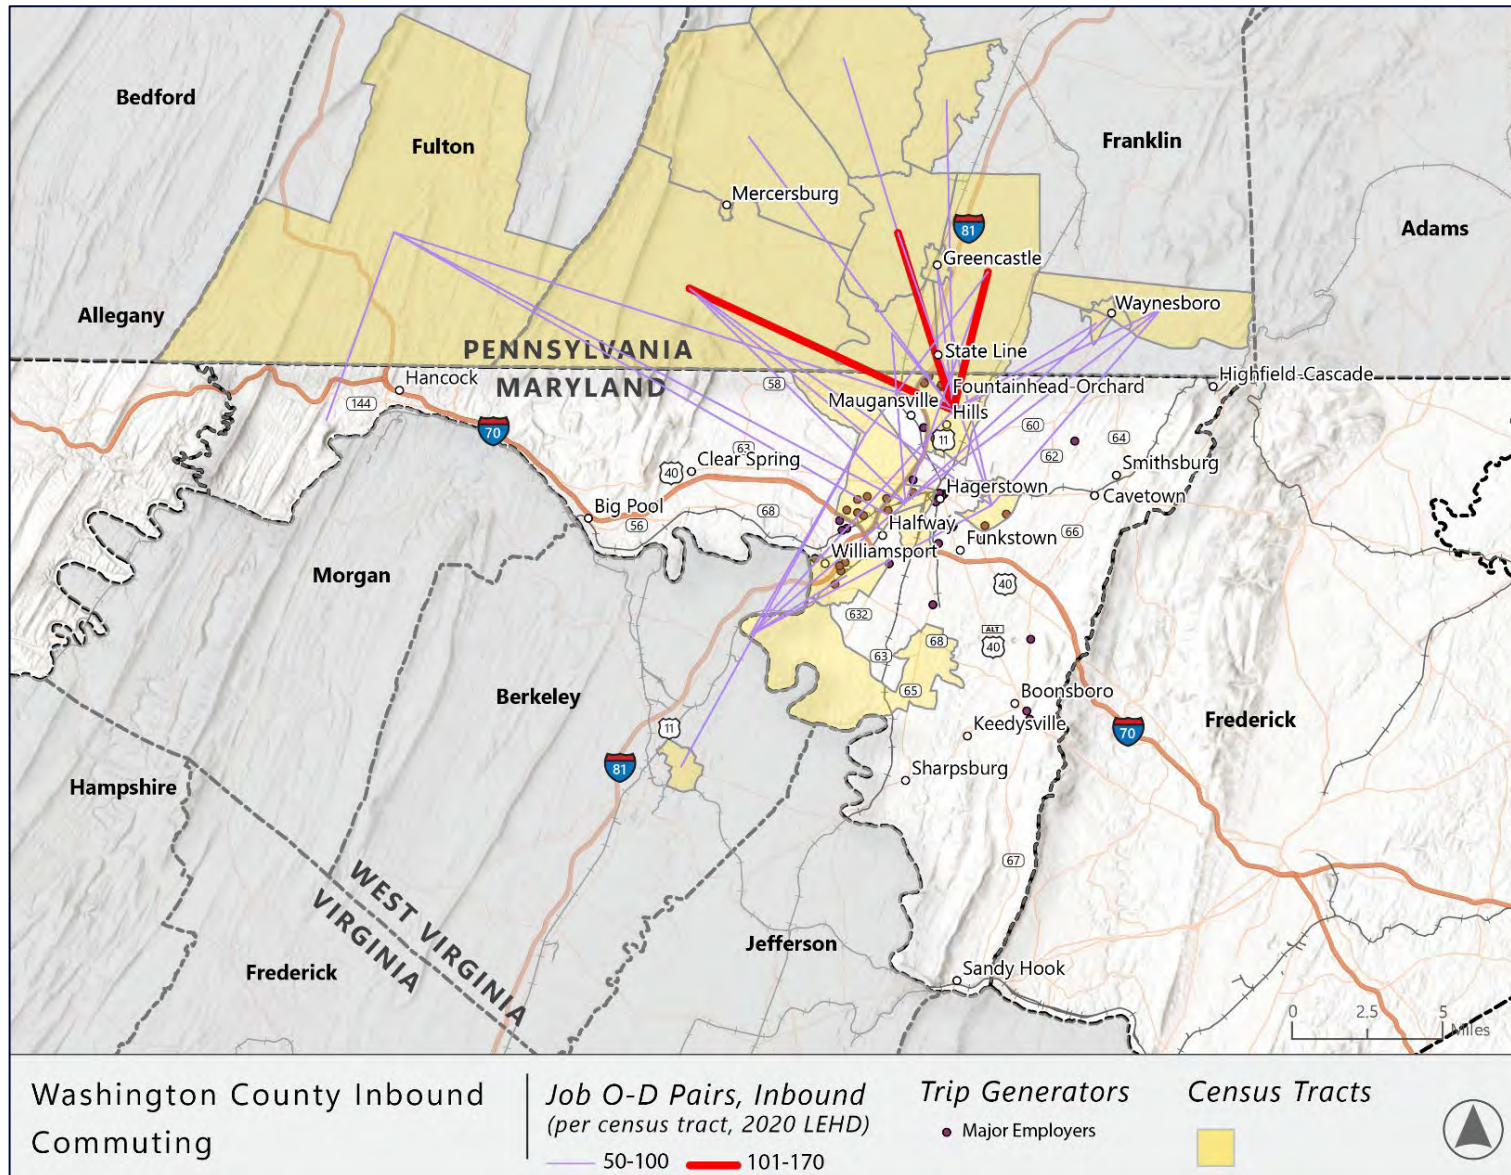 Bedford
Fulton
Franklin
Adams
Mercersburg
81
Greencastle
Waynesboro
Allegany
PENNSYLVANIA
MARYLAND
State Line
Hancock
144
58
Fountainhead-Orchard
Hills
Highfield-Cascade
Maugansville
11
60
64
62
70
63
40
Clear Spring
Smithsburg
Hagerstown
Cavetown
Big Pool
68
56
Halfway
Funkstown
66
Williamsport
Morgan
40
632
ALT
40
68
63
65
Berkeley
Boonsboro
Keedysville
Frederick
11
70
81
Hampshire
Sharpsburg
67
WEST VIRGINIA
VIRGINIA
Jefferson
Frederick
Sandy Hook
0 2.5 5
Miles
Washington County Inbound
Commuting
Job O-D Pairs, Inbound
(per census tract, 2020 LEHD)
50-100 101-170
Trip Generators
Major Employers
Census Tracts